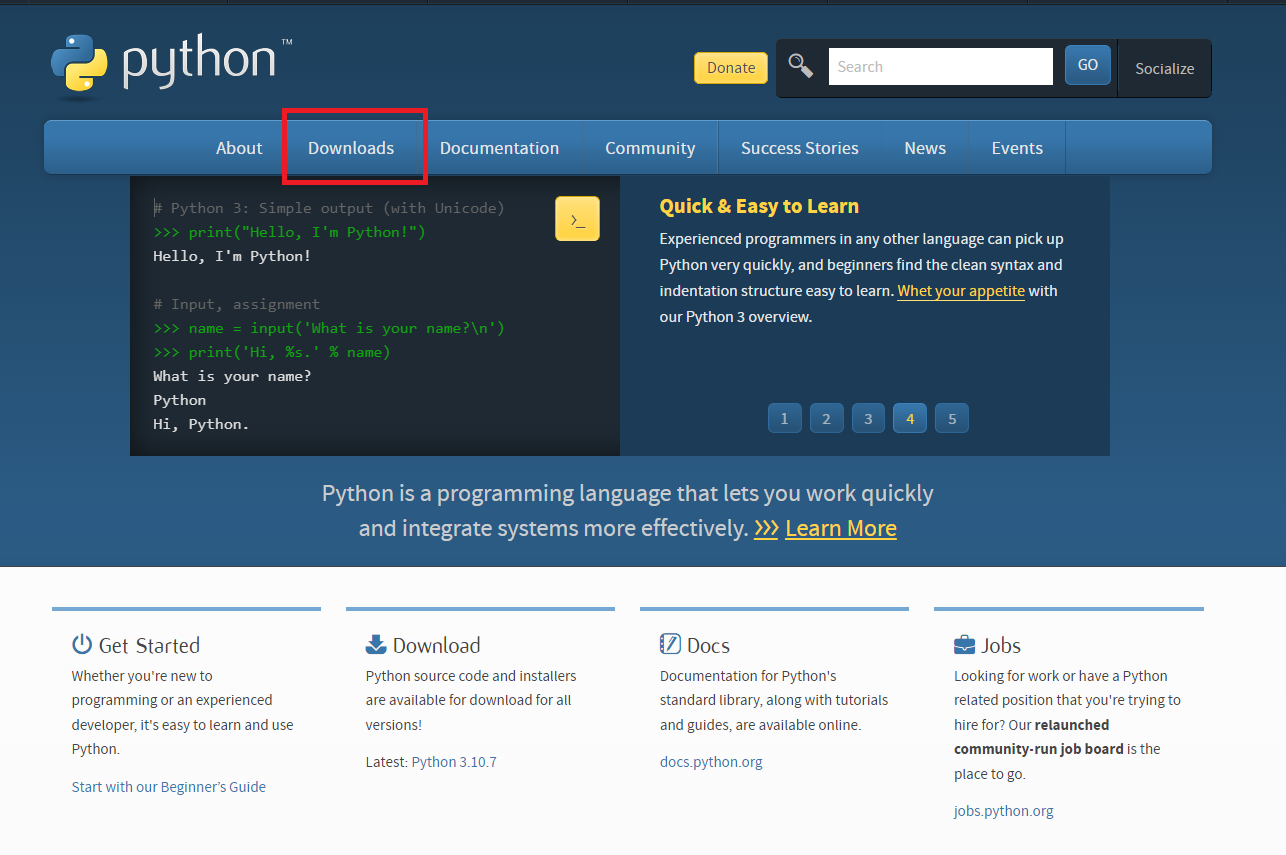 python™
Donate
Search
GO
Socialize
About
Downloads
Documentation
Community
Success Stories
News
Events
# Python 3: Simple output (with Unicode)
>>> print("Hello, I'm Python!")
Hello, I'm Python!
# Input, assignment
>>> name = input('What is your name?\n')
>>> print('Hi, %s.' % name)
What is your name?
Python
Hi, Python.
>_
Quick & Easy to Learn
Experienced programmers in any other language can pick up
Python very quickly, and beginners find the clean syntax and
indentation structure easy to learn. Whet your appetite with
our Python 3 overview.
1 2 3 4 5
Python is a programming language that lets you work quickly
and integrate systems more effectively. >>> Learn More
Get Started
Whether you're new to
programming or an experienced
developer, it's easy to learn and use
Python.
Start with our Beginner’s Guide
Download
Python source code and installers
are available for download for all
versions!
Latest: Python 3.10.7
Docs
Documentation for Python's
standard library, along with tutorials
and guides, are available online.
docs.python.org
Jobs
Looking for work or have a Python
related position that you're trying to
hire for? Our relaunched
community-run job board is the
place to go.
jobs.python.org